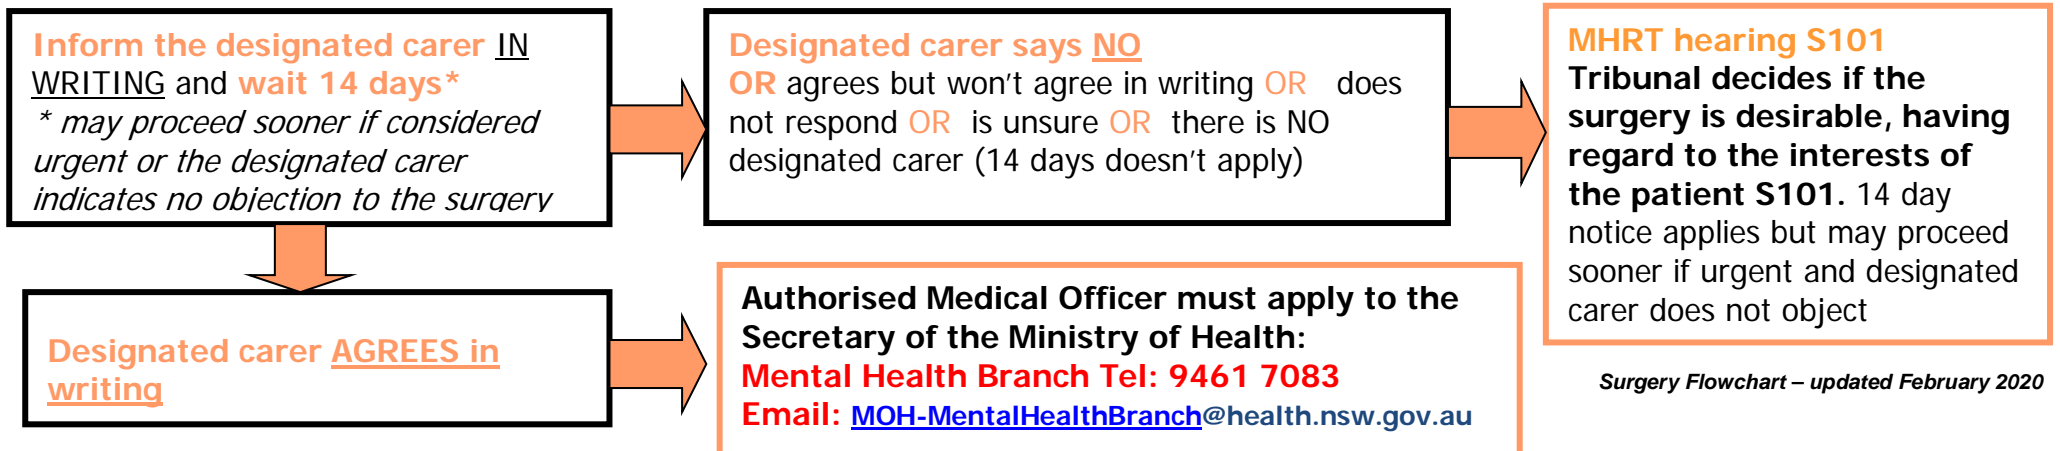 Inform the designated carer IN
WRITING and wait 14 days*
* may proceed sooner if considered
urgent or the designated carer
indicates no objection to the surgery
Designated carer says NO
OR agrees but won't agree in writing OR does
not respond OR is unsure OR there is NO
designated carer (14 days doesn't apply)
MHRT hearing S101
Tribunal decides if the
surgery is desirable, having
regard to the interests of
the patient S101. 14 day
notice applies but may proceed
sooner if urgent and designated
carer does not object
Designated carer AGREES in
writing
Authorised Medical Officer must apply to the
Secretary of the Ministry of Health:
Mental Health Branch Tel: 9461 7083
Email: MOH-MentalHealthBranch@health.nsw.gov.au
Surgery Flowchart – updated February 2020